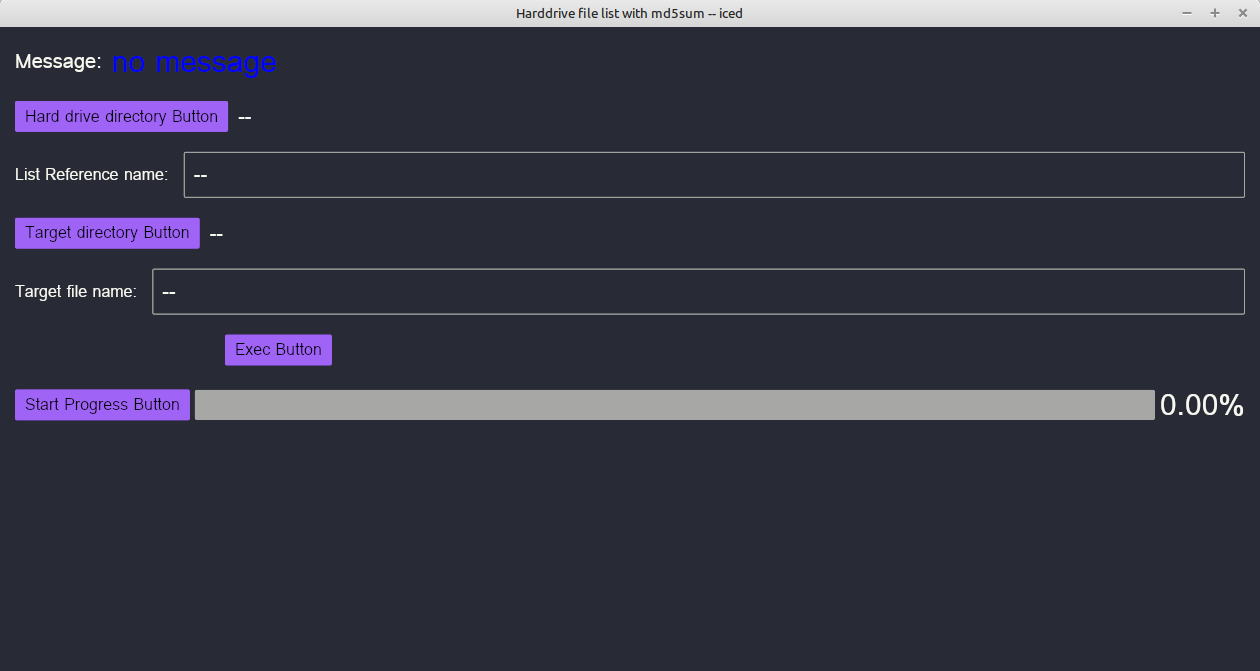 Harddrive file list with md5sum -- iced
Message: no message
Hard drive directory Button --
List Reference name: --
Target directory Button --
Target file name: --
Exec Button
Start Progress Button 0.00%